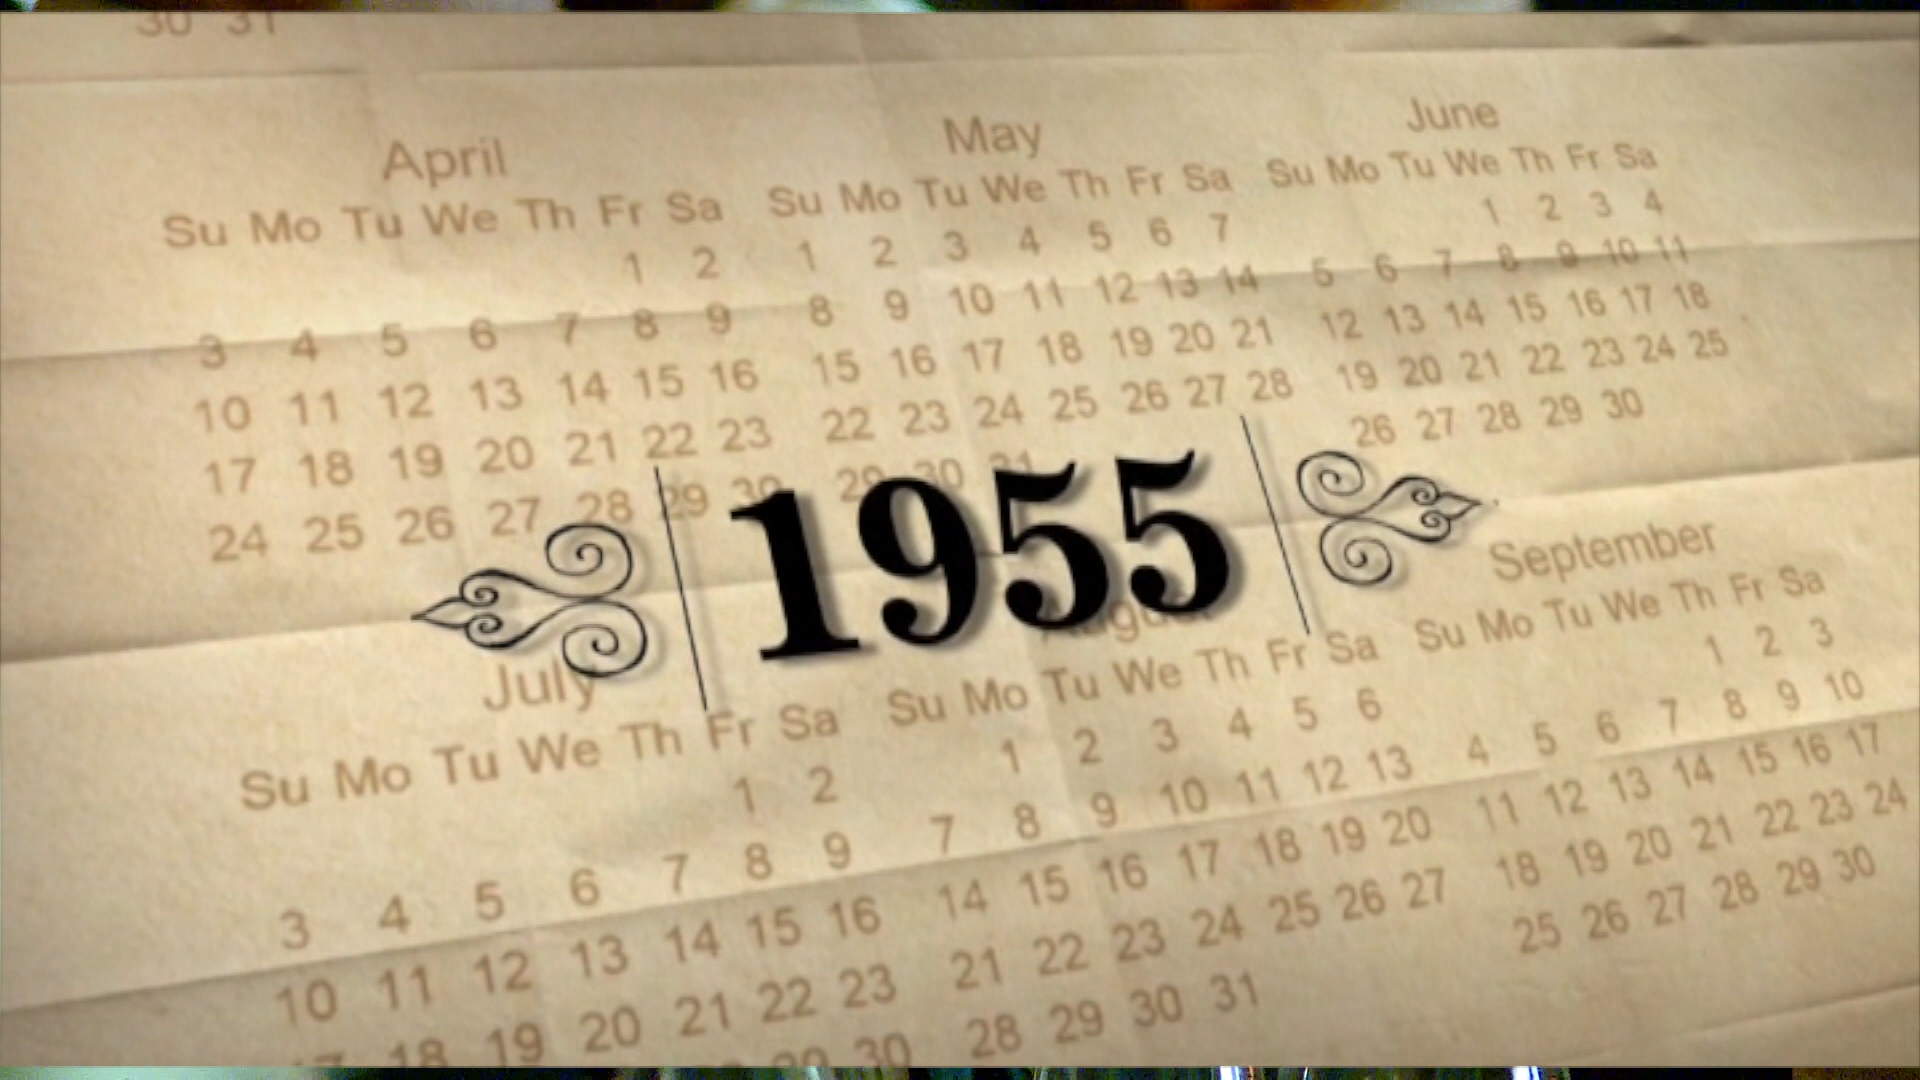 30 31
April
Su Mo Tu We Th Fr Sa
1 2
3 4 5 6 7 8 9
10 11 12 13 14 15 16
17 18 19 20 21 22 23
24 25 26 27 28 29 30
May
Su Mo Tu We Th Fr Sa
1 2 3 4 5 6 7
8 9 10 11 12 13 14
15 16 17 18 19 20 21
22 23 24 25 26 27 28
29 30 31
June
Su Mo Tu We Th Fr Sa
1 2 3 4
5 6 7 8 9 10 11
12 13 14 15 16 17 18
19 20 21 22 23 24 25
26 27 28 29 30
1955
July
Su Mo Tu We Th Fr Sa
1 2
3 4 5 6 7 8 9
10 11 12 13 14 15 16
17 18 19 20 21 22 23
29 30
August
Su Mo Tu We Th Fr Sa
1 2 3 4 5 6
7 8 9 10 11 12 13
14 15 16 17 18 19 20
21 22 23 24 25 26 27
28 29 30 31
September
Su Mo Tu We Th Fr Sa
1 2 3
4 5 6 7 8 9 10
11 12 13 14 15 16 17
18 19 20 21 22 23 24
25 26 27 28 29 30